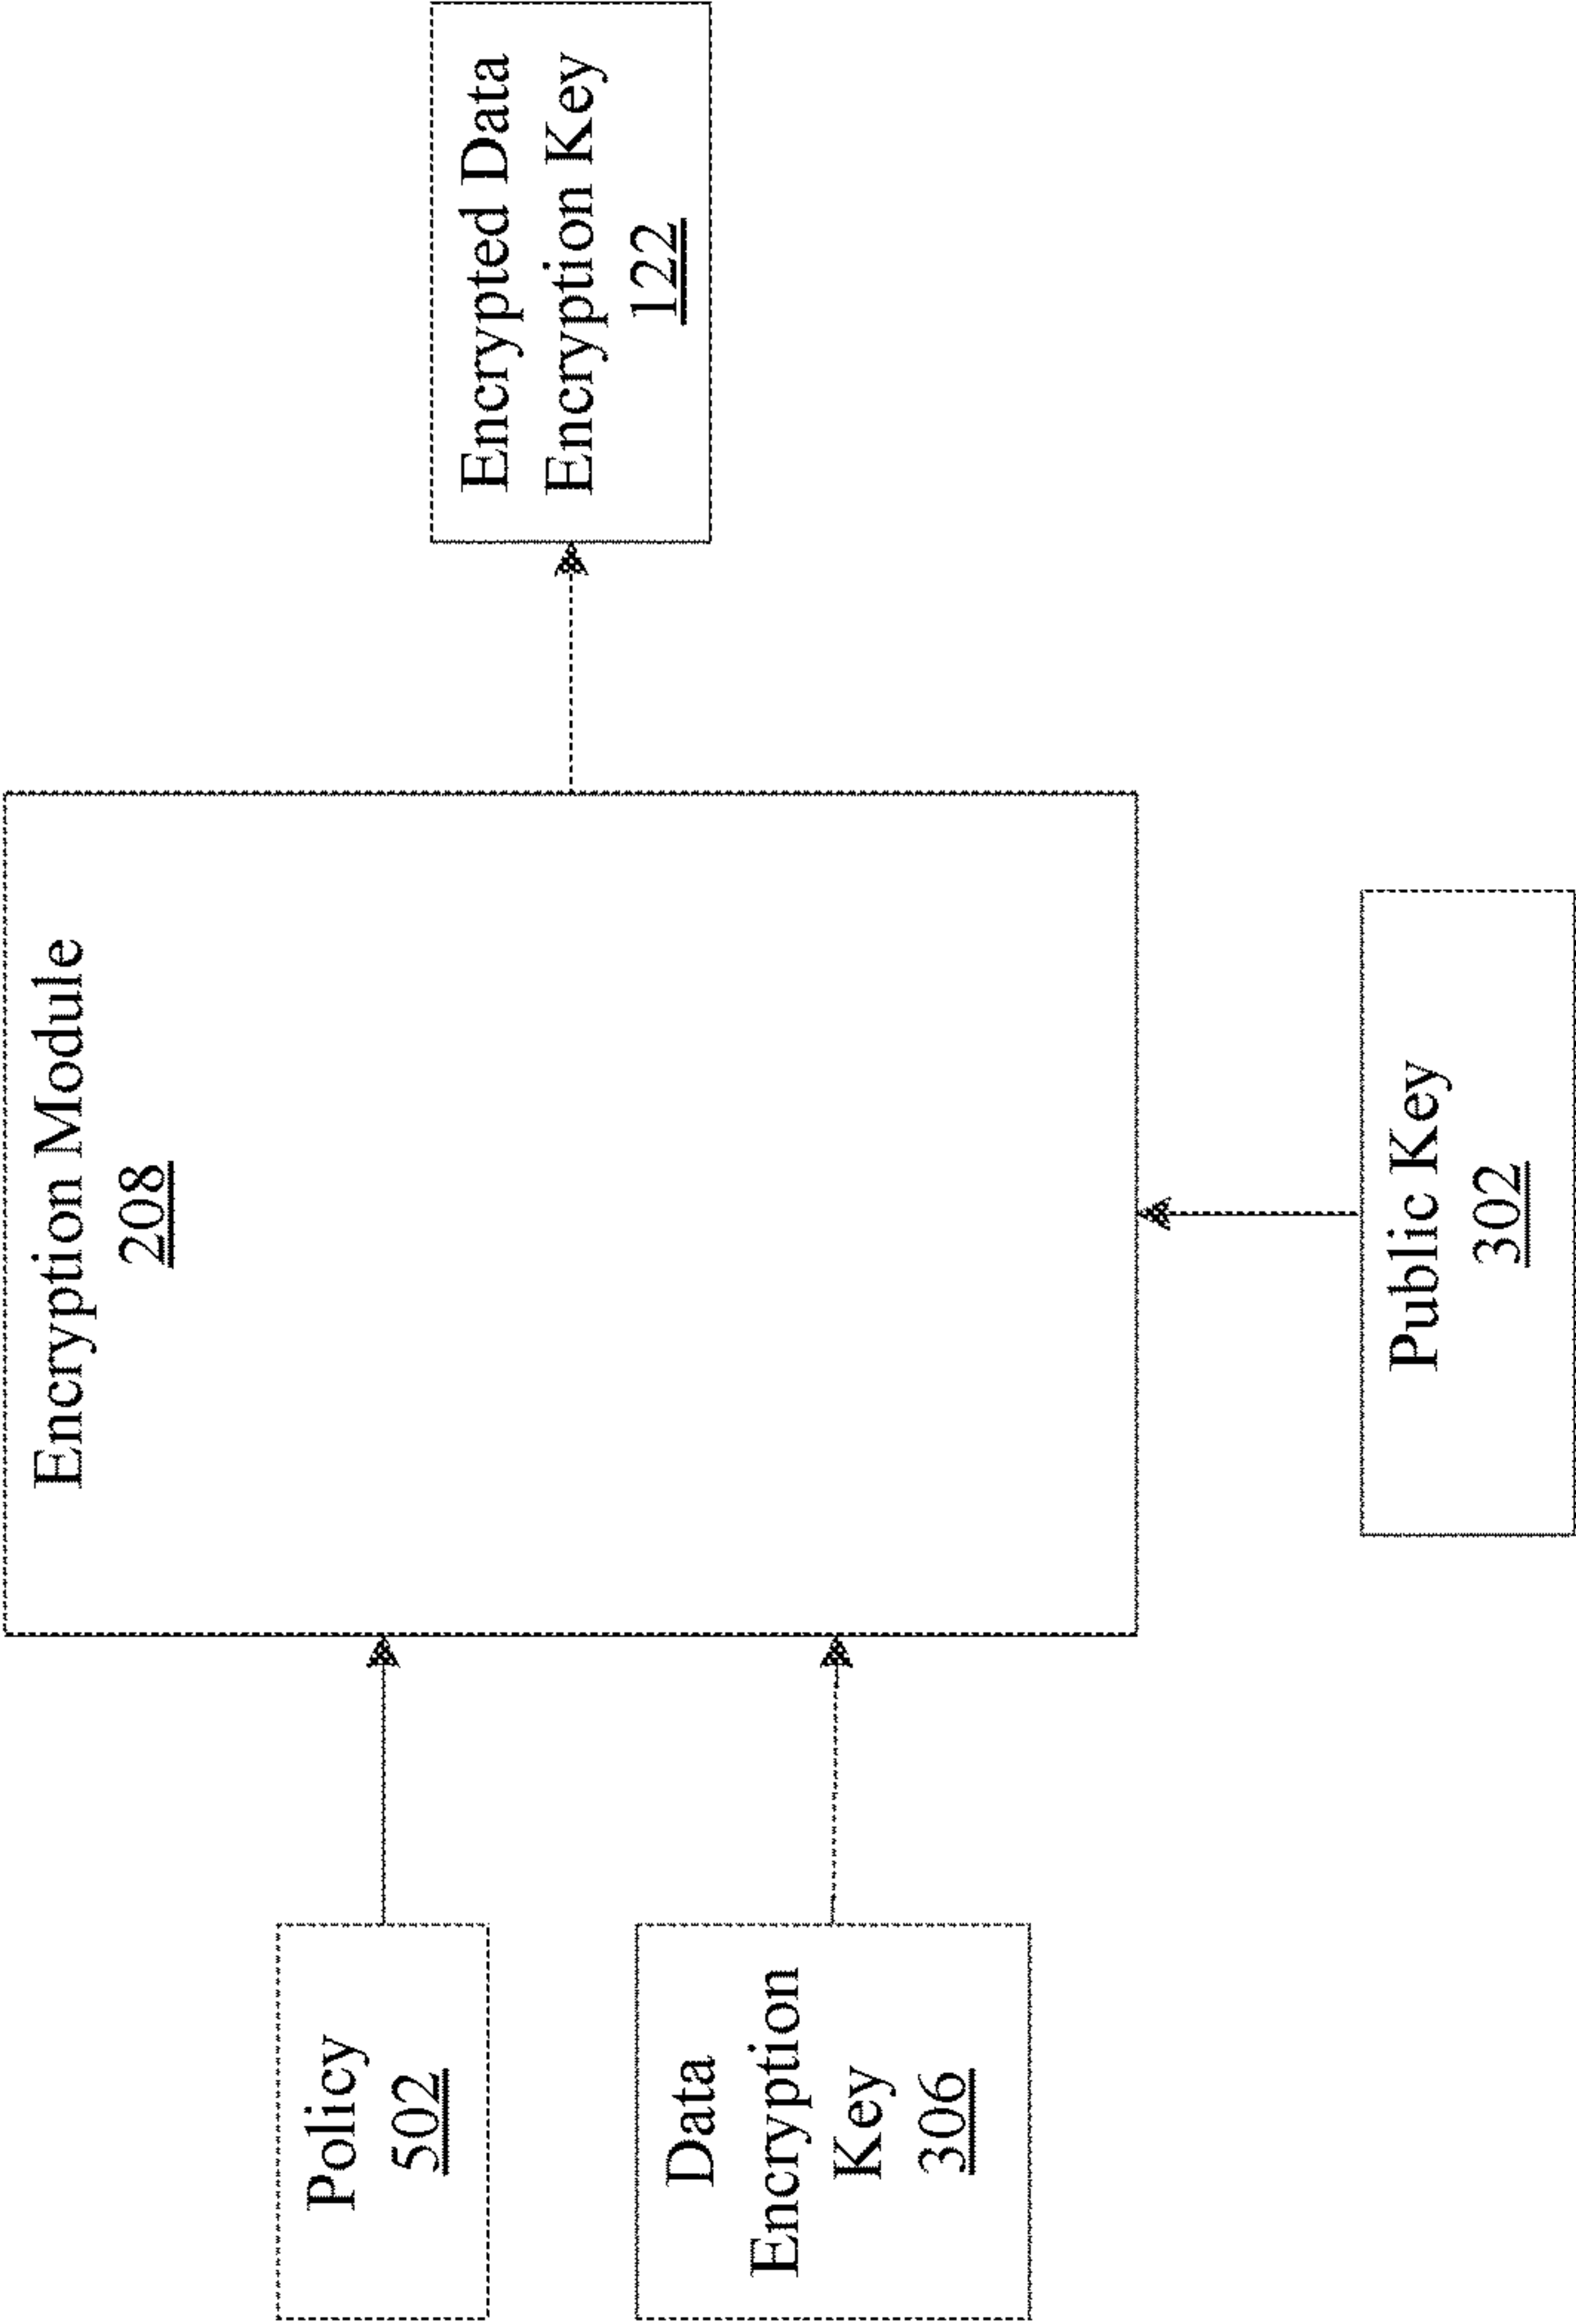 Policy
502
Data
Encryption
Key
306
Encryption Module
208
Public Key
302
Encrypted Data
Encryption Key
122